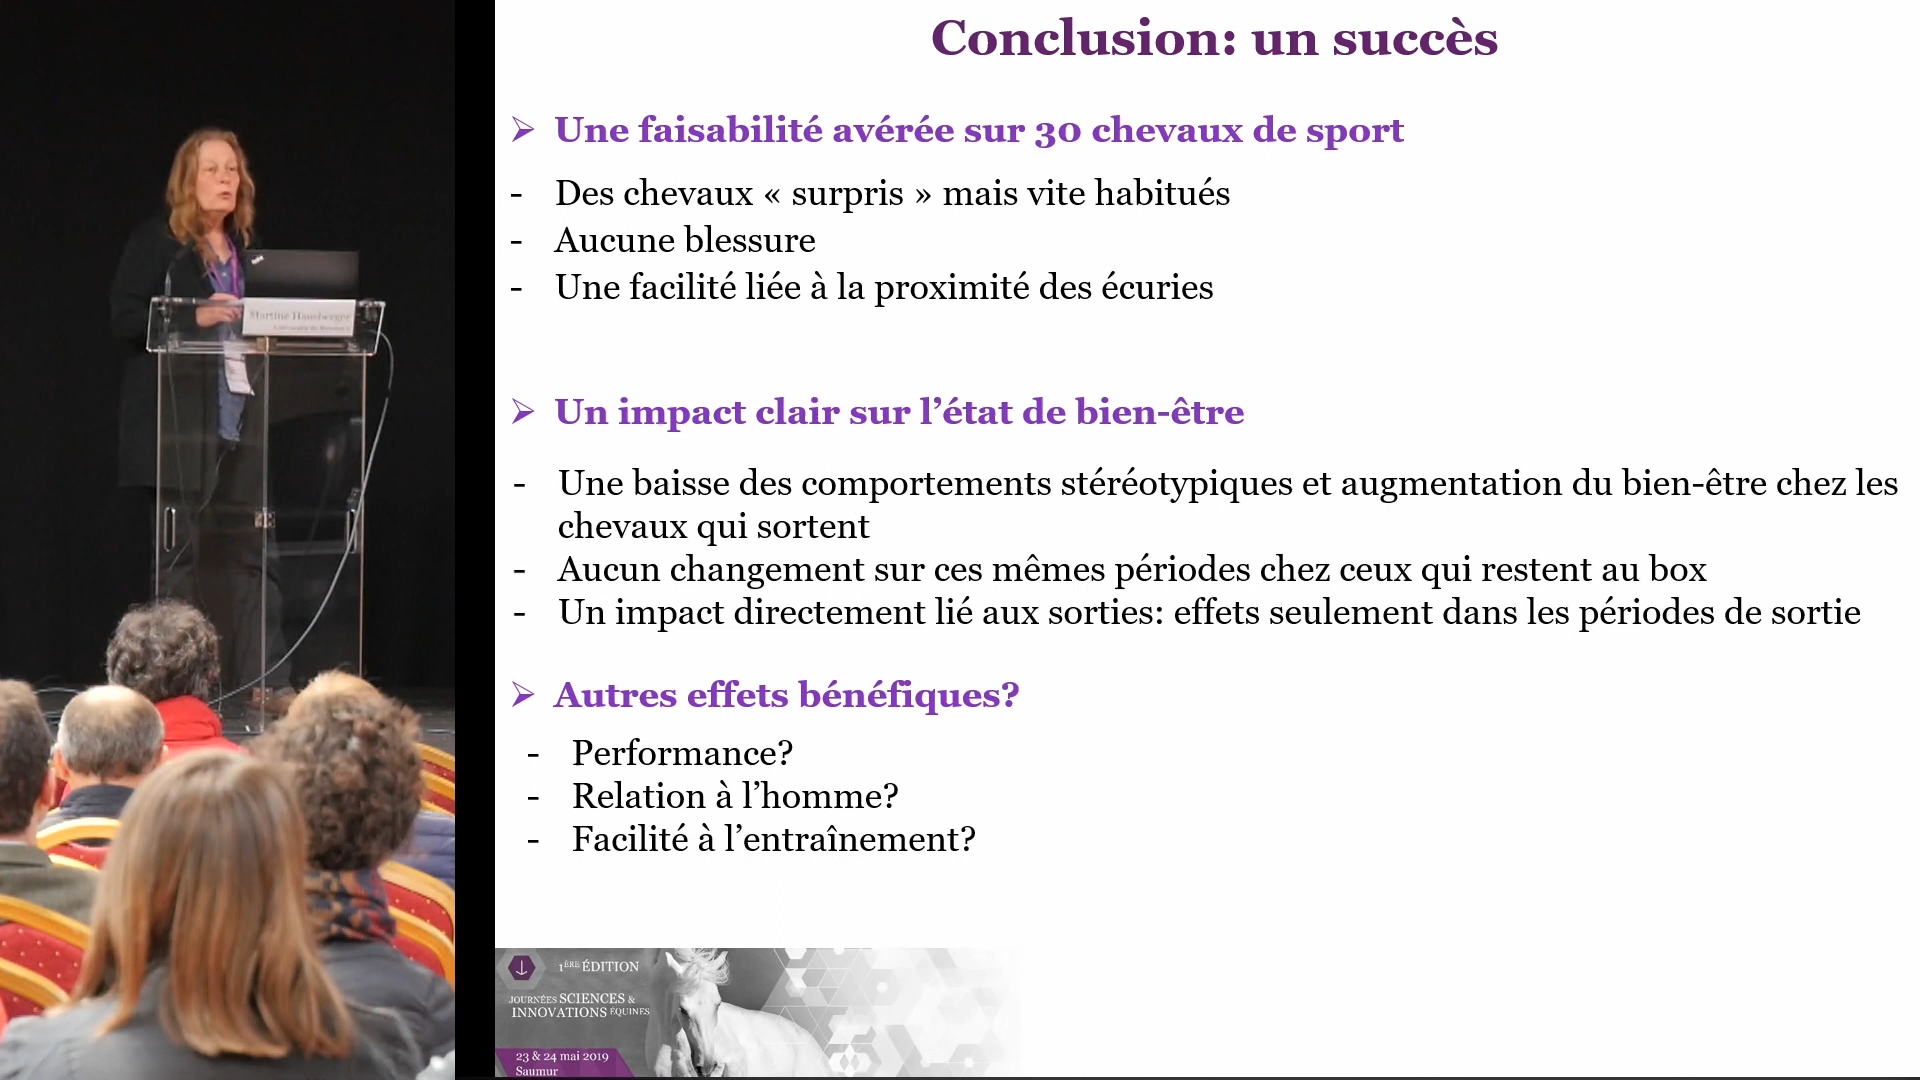 Conclusion: un succès
➢ Une faisabilité avérée sur 30 chevaux de sport
- Des chevaux « surpris » mais vite habitués
- Aucune blessure
- Une facilité liée à la proximité des écuries
➢ Un impact clair sur l’état de bien-être
- Une baisse des comportements stéréotypiques et augmentation du bien-être chez les
chevaux qui sortent
- Aucun changement sur ces mêmes périodes chez ceux qui restent au box
- Un impact directement lié aux sorties: effets seulement dans les périodes de sortie
➢ Autres effets bénéfiques?
- Performance?
- Relation à l’homme?
- Facilité à l’entraînement?
1ÈRE ÉDITION
JOURNÉES SCIENCES &
INNOVATIONS ÉQUINES
23 & 24 mai 2019
Saumur
Martine Hausberger